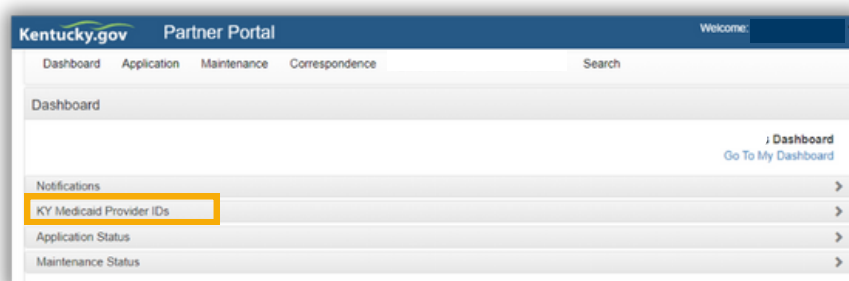 Kentucky.gov Partner Portal Welcome:
Dashboard Application Maintenance Correspondence Search
Dashboard
; Dashboard
Go To My Dashboard
Notifications
KY Medicaid Provider IDs
Application Status
Maintenance Status